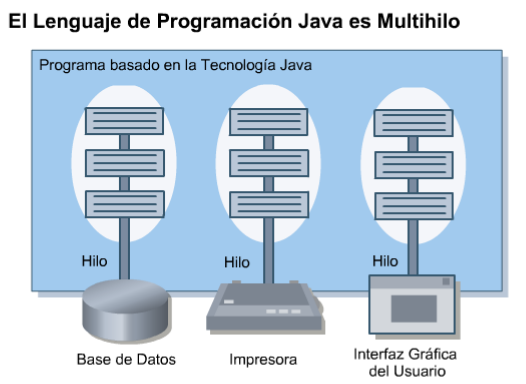 El Lenguaje de Programación Java es Multihilo
Programa basado en la Tecnología Java
Hilo
Hilo
Hilo
Base de Datos
Impresora
Interfaz Gráfica
del Usuario